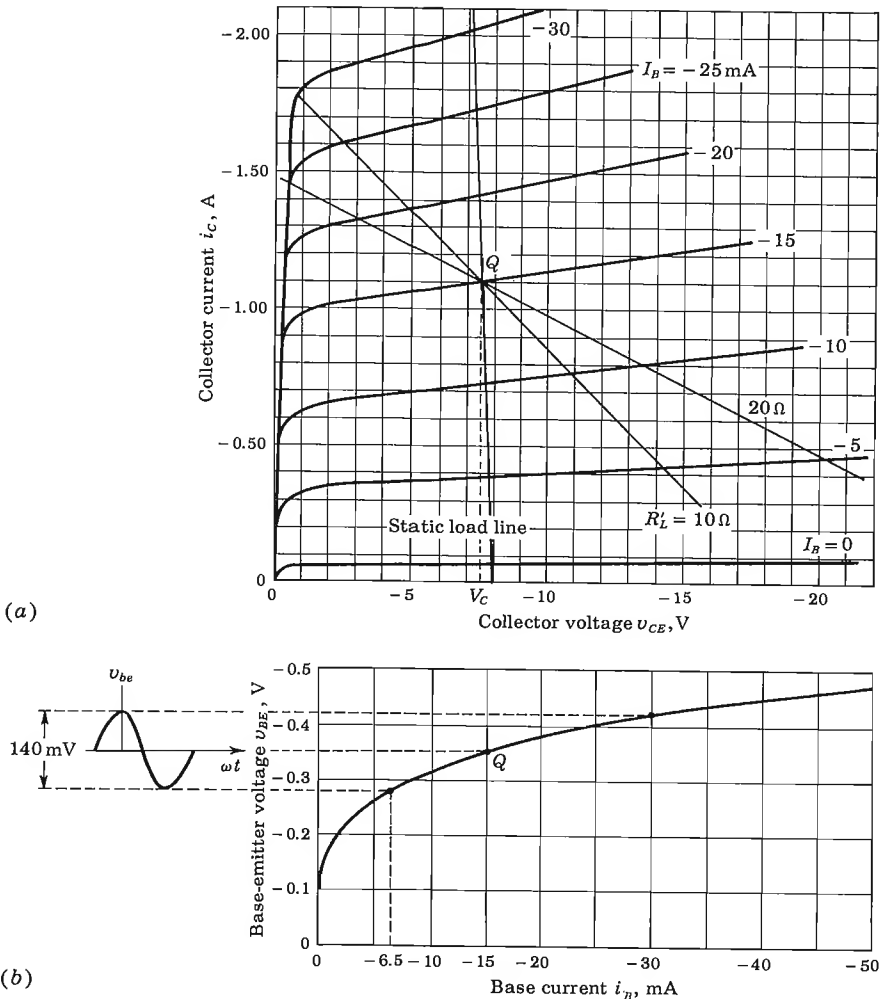 -2.00
-30
I_B = -25 mA
-1.50
-20
Collector current i_C, A
Q
-15
-1.00
-10
20 Ω
-0.50
-5
Static load line
R'_L = 10 Ω
I_B = 0
0
0
-5
V_C
-10
-15
-20
(a)
Collector voltage v_CE, V
v_be
140 mV
ωt
Base-emitter voltage v_BE, V
-0.5
-0.4
Q
-0.3
-0.2
-0.1
0
0
-6.5
-10
-15
-20
-30
-40
-50
(b)
Base current i_B, mA